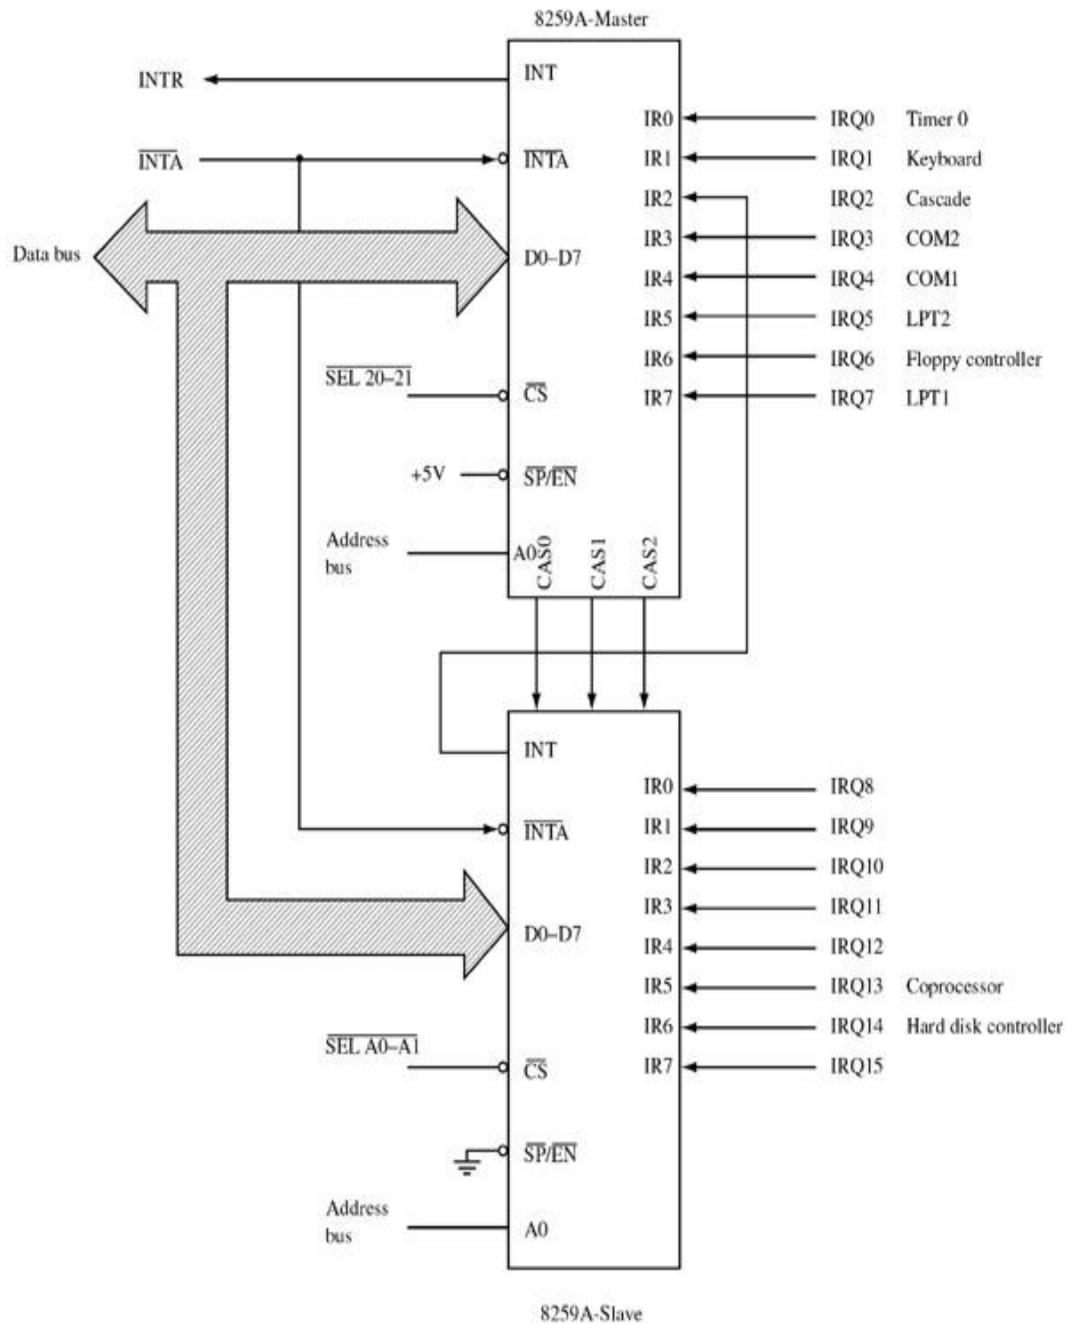 8259A-Master
INTR
INT
IR0
IRQ0 Timer 0
INTA
INTA
IR1
IRQ1 Keyboard
IR2
IRQ2 Cascade
Data bus
D0–D7
IR3
IRQ3 COM2
IR4
IRQ4 COM1
IR5
IRQ5 LPT2
IR6
IRQ6 Floppy controller
SEL 20–21
CS
IR7
IRQ7 LPT1
+5V
SP/EN
Address
bus
A0
CAS0
CAS1
CAS2
INT
IR0
IRQ8
INTA
IR1
IRQ9
IR2
IRQ10
IR3
IRQ11
D0–D7
IR4
IRQ12
IR5
IRQ13 Coprocessor
IR6
IRQ14 Hard disk controller
SEL A0–A1
CS
IR7
IRQ15
SP/EN
Address
bus
A0
8259A-Slave